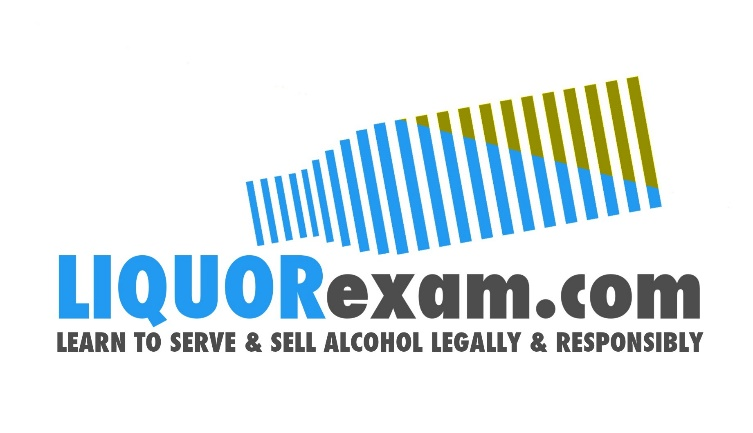 LIQUORexam.com
LEARN TO SERVE & SELL ALCOHOL LEGALLY & RESPONSIBLY